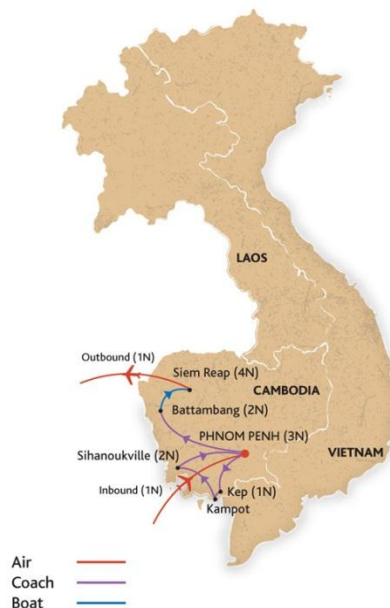 LAOS
Outbound (1N)
Siem Reap (4N)
CAMBODIA
Battambang (2N)
PHNOM PENH (3N)
VIETNAM
Sihanoukville (2N)
Inbound (1N)
Kep (1N)
Kampot
Air
Coach
Boat